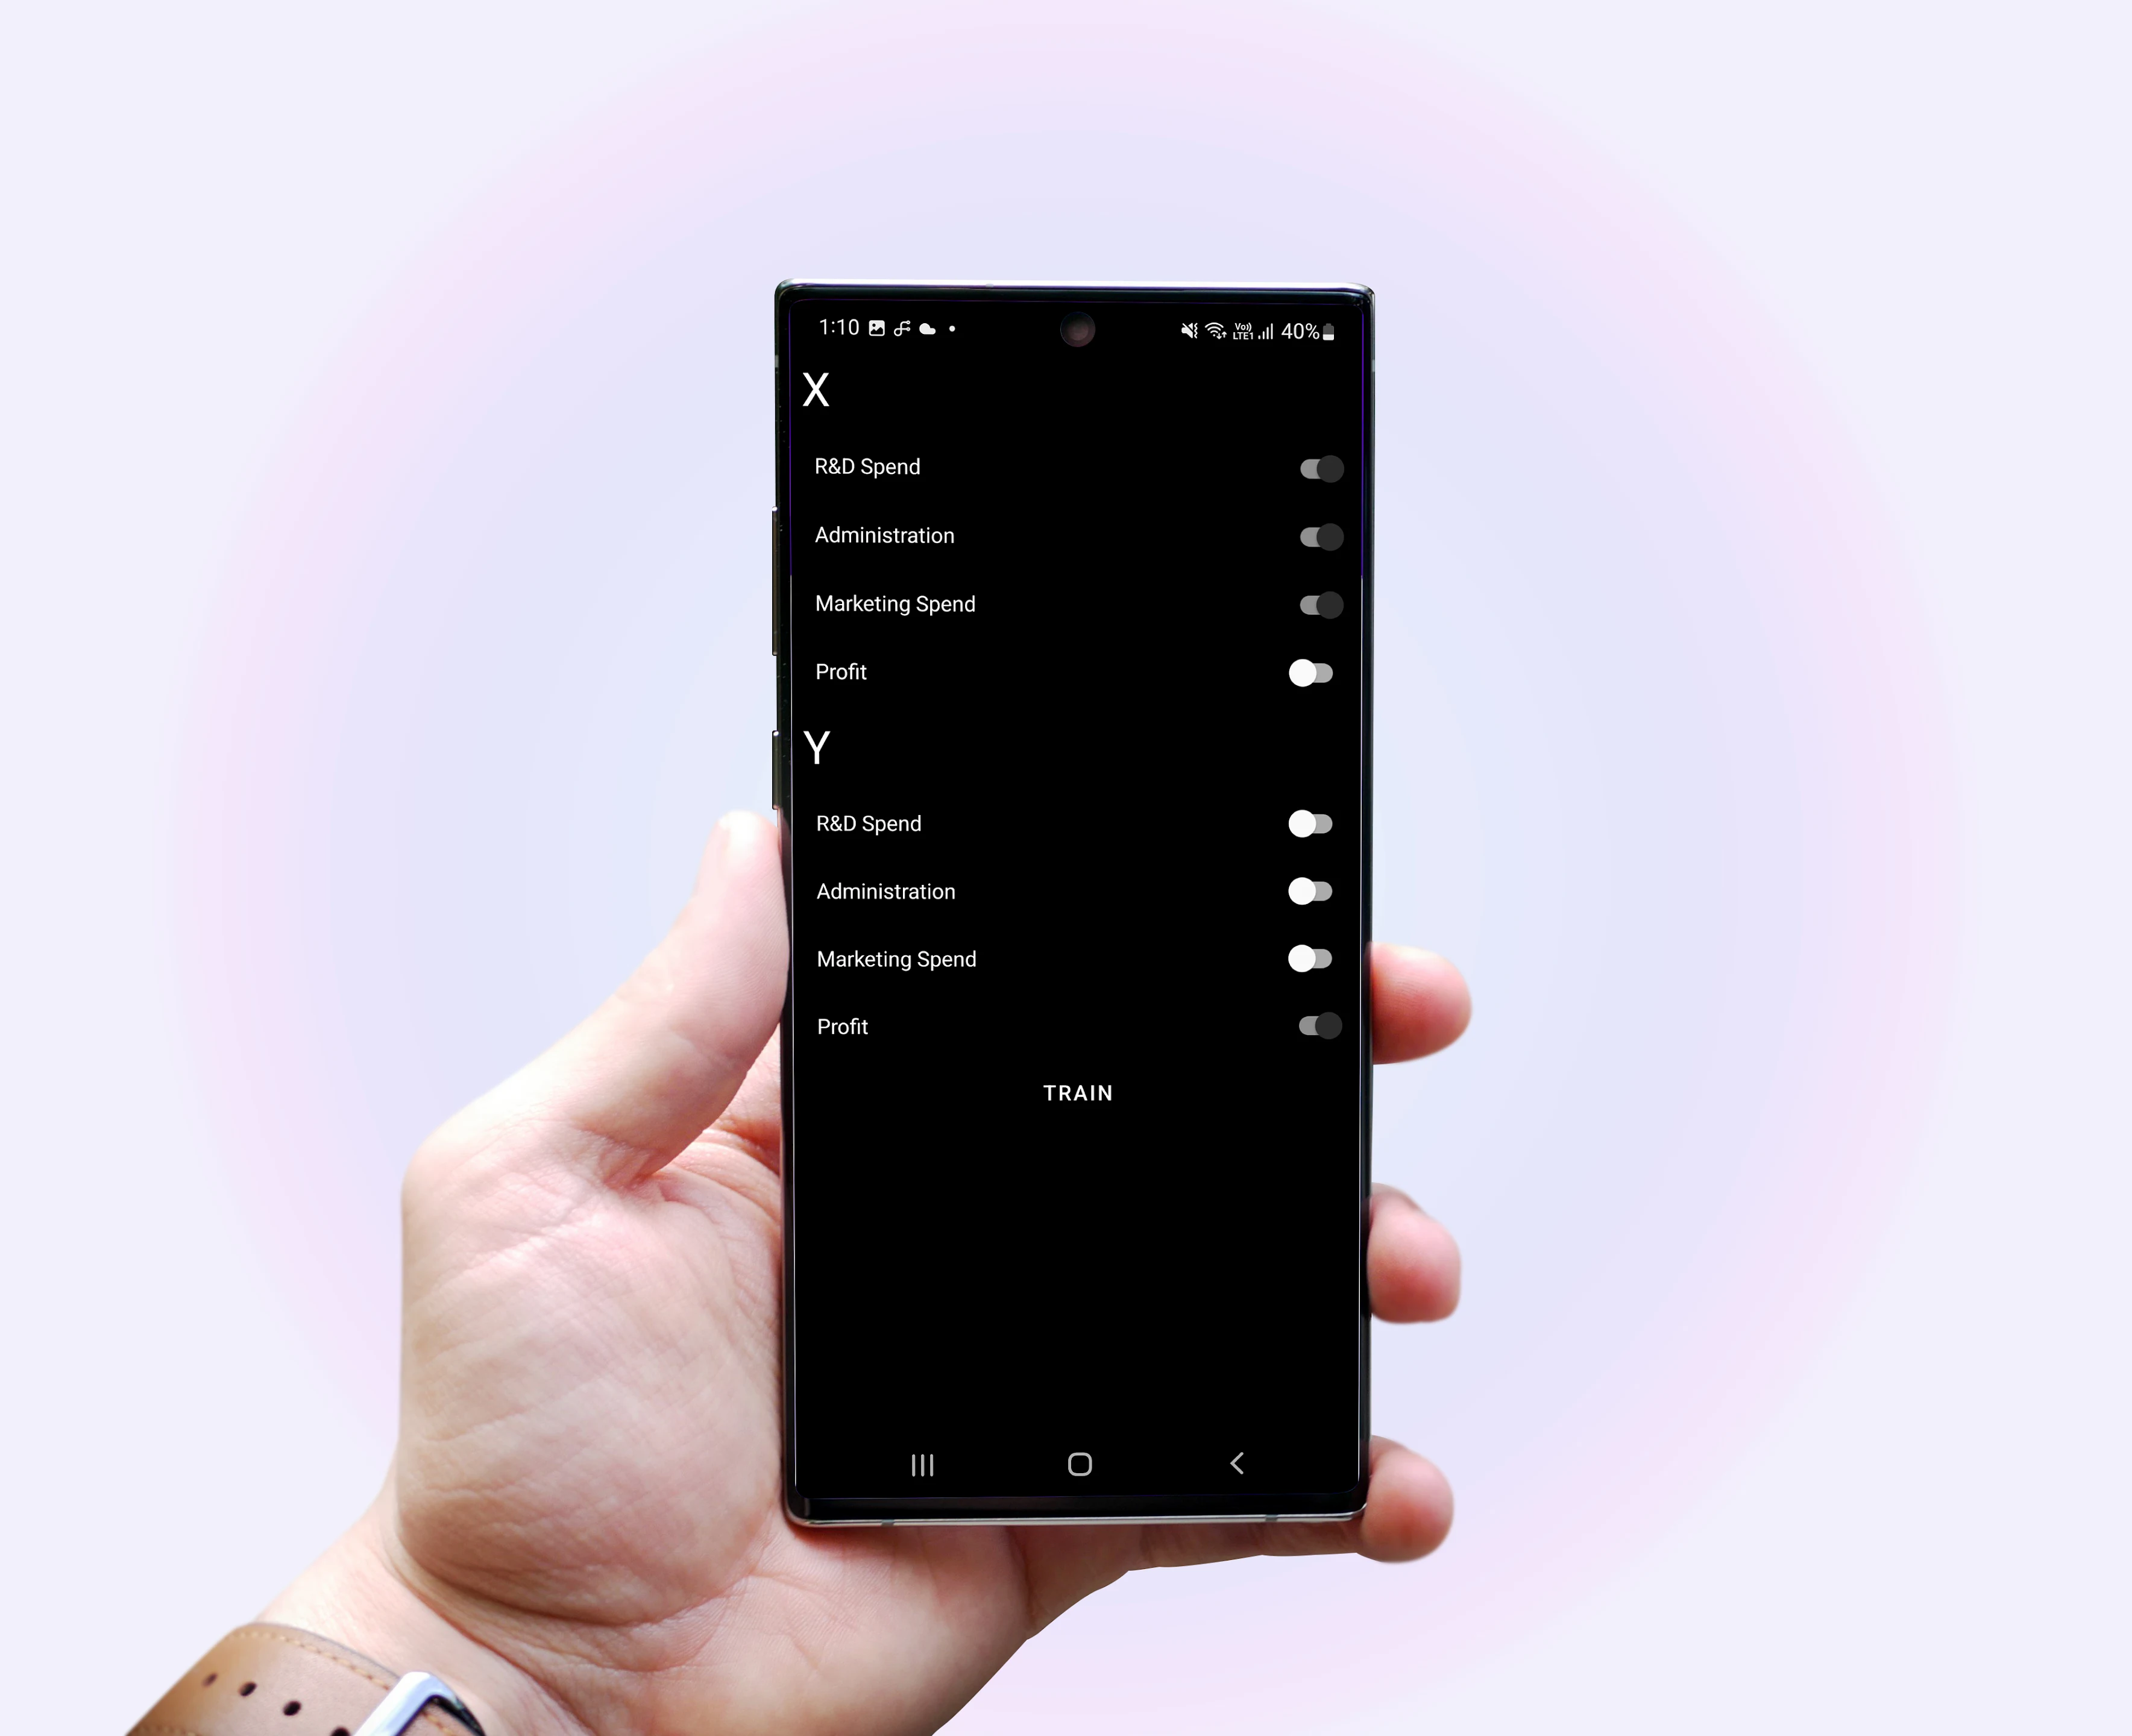 1:10 Vo) LTE1 40%
X
R&D Spend
Administration
Marketing Spend
Profit
Y
R&D Spend
Administration
Marketing Spend
Profit
TRAIN